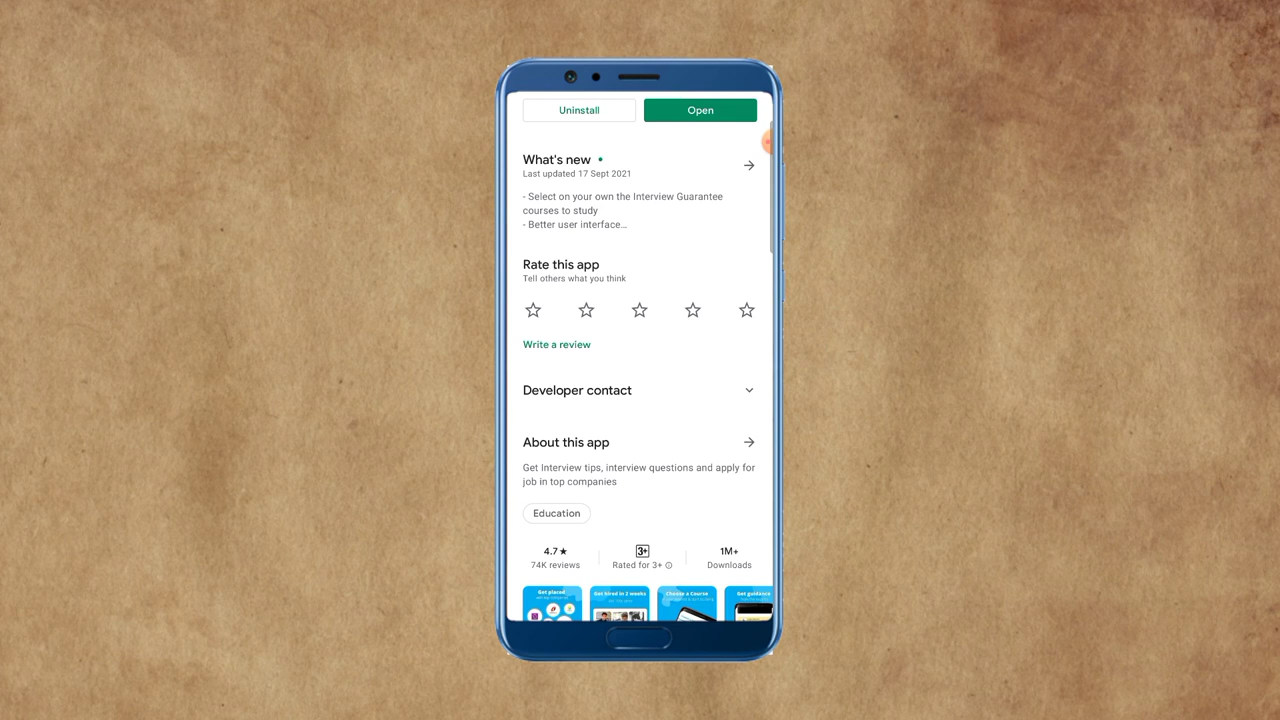 Uninstall
Open
What's new
Last updated 17 Sept 2021
- Select on your own the Interview Guarantee
courses to study
- Better user interface...
Rate this app
Tell others what you think
Write a review
Developer contact
About this app
Get Interview tips, interview questions and apply for
job in top companies
Education
4.7★
3+
1M+
74K reviews
Rated for 3+
Downloads
Get placed
Get hired in 2 weeks
Choose a Course
Get guidance